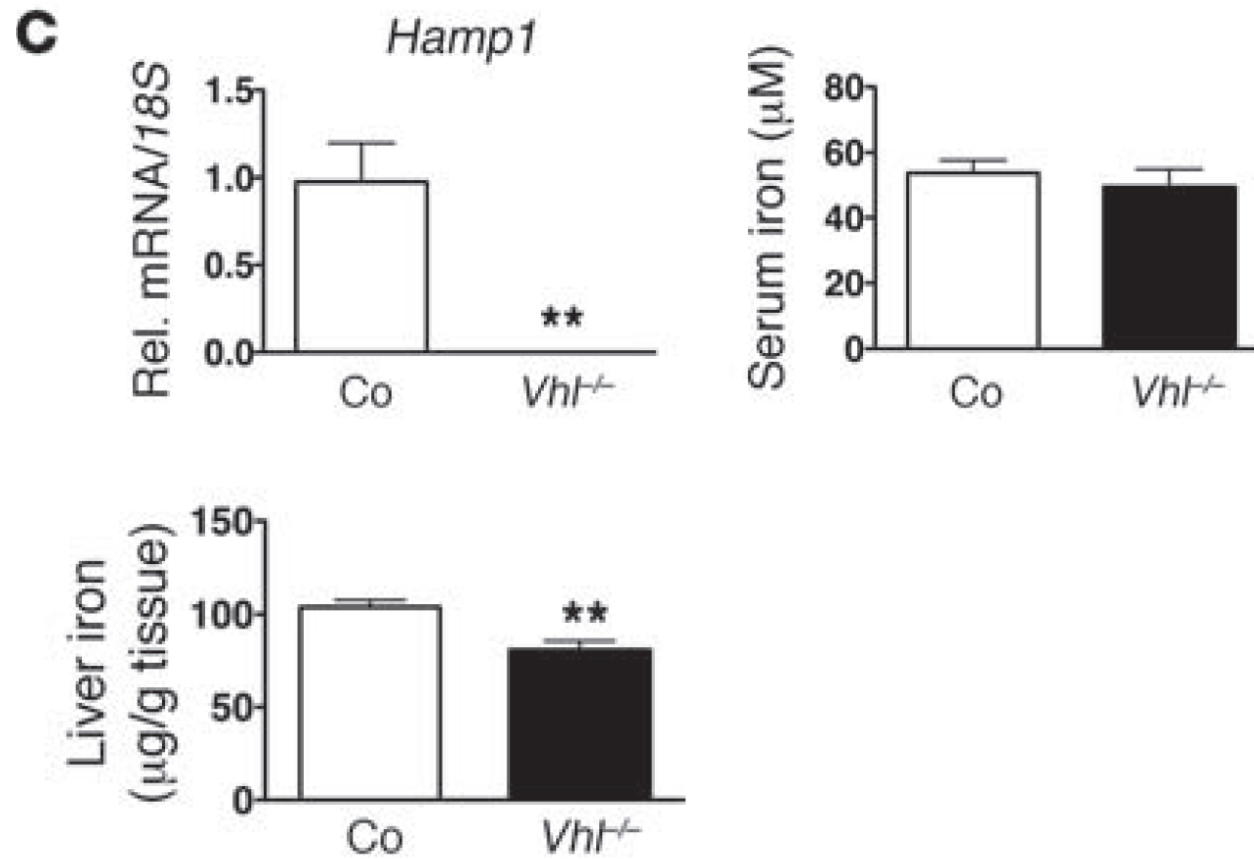 C
Hamp1
Rel. mRNA/18S
1.5
1.0
0.5
0.0
**
Co
Vhl–/–
Serum iron (μM)
80
60
40
20
0
Co
Vhl–/–
Liver iron
(μg/g tissue)
150
100
50
0
**
Co
Vhl–/–